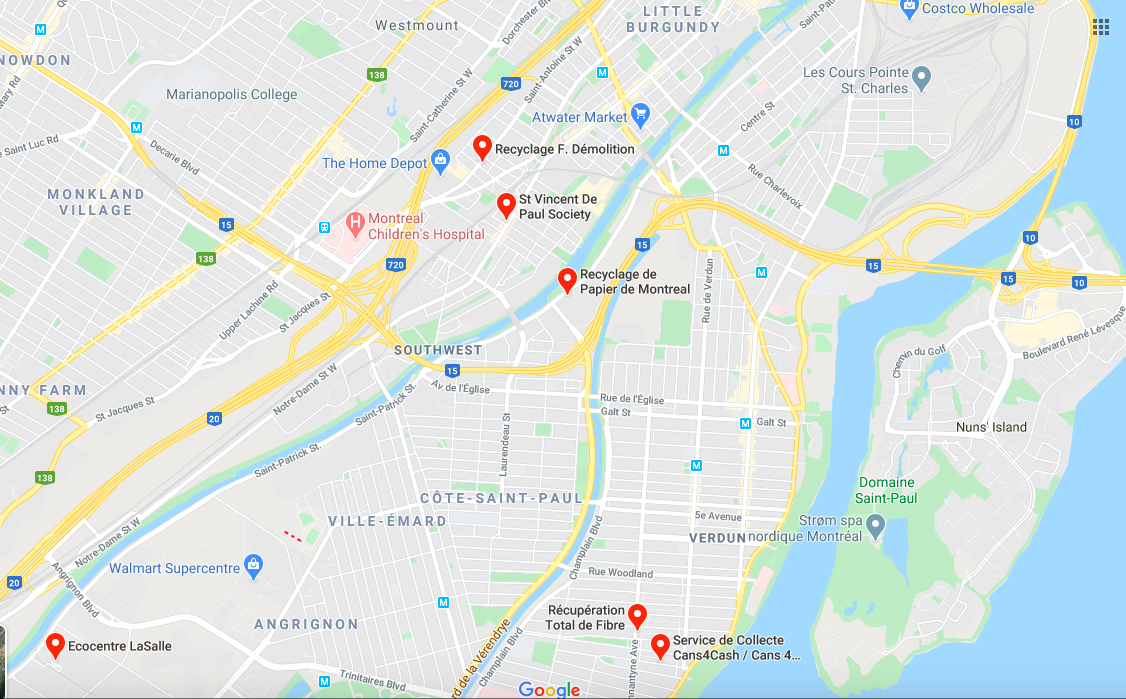 Westmount
Dorchester Blv
LITTLE
BURGUNDY
Saint-Pat
Costco Wholesale
M
10
NOWDON
138
Saint-Antoine St W
720
M
Les Cours Pointe
St. Charles
Marianopolis College
Mary Rd
Saint-Catherine St W
Atwater Market
Centre St
10
M
e Saint Luc Rd
Decarie Blvd
Recyclage F. Démolition
M
The Home Depot
Rue Charlevoix
MONKLAND
VILLAGE
St Vincent De
Paul Society
15
H
Montreal
Children's Hospital
138
720
15
10
15
M
15
10
Recyclage de
Papier de Montreal
Rue de Verdun
Upper Lachine Rd
St Jacques St
SOUTHWEST
Boulevard René Lévesque
Chemin du Golf
15
Av de l'Église
NNY FARM
138
St Jacques St
Notre-Dame St W
Saint-Patrick St.
Rue de l'Église
Galt St
20
M
Galt St
Nuns' Island
Laurendeau St
Saint-Patrick St.
M
138
CÔTE-SAINT-PAUL
Domaine
Saint-Paul
VILLE-ÉMARD
5e Avenue
Strøm spa
nordique Montréal
VERDUN
Notre-Dame St W
Champlain Blvd
Walmart Supercentre
20
Angrignon Blvd
Rue Woodland
M
Récupération
Total de Fibre
ANGRIGNON
Ecocentre LaSalle
Service de Collecte
Cans4Cash / Cans 4...
rd de la Vérendrye
Champlain Blvd
nnantyne Ave
M
Trinitaires Blvd
Google